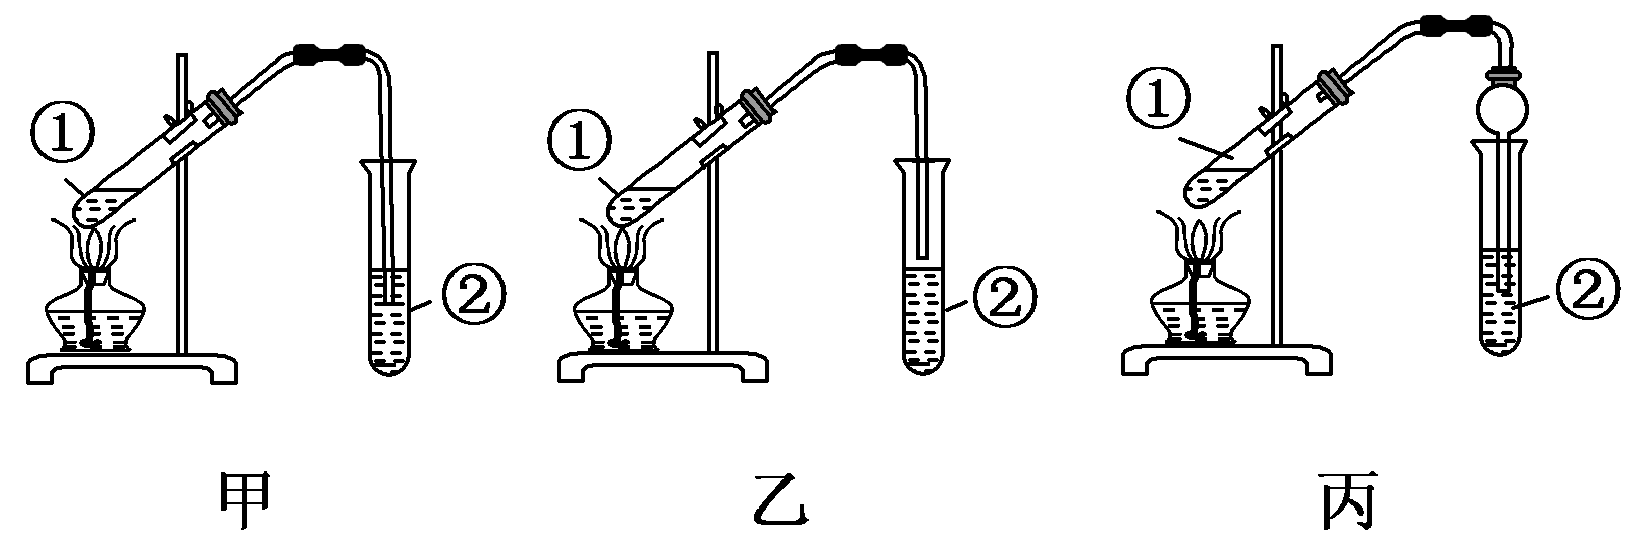 ① ① ①
② ② ②
甲 乙 丙